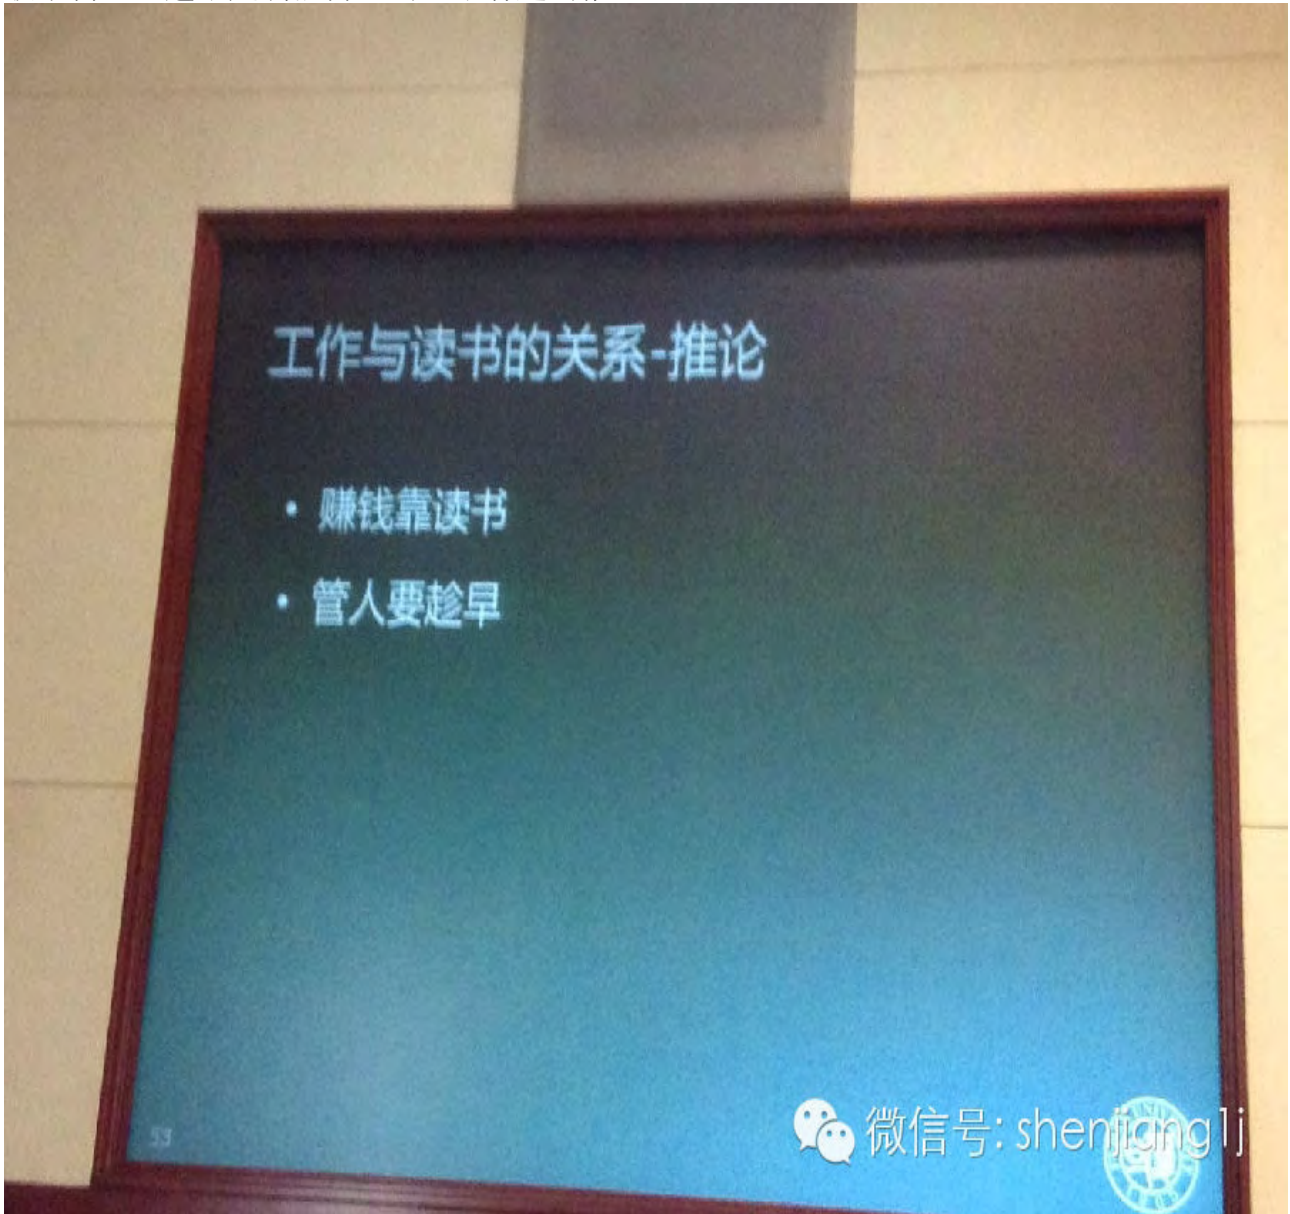 工作与读书的关系-推论
• 赚钱靠读书
• 管人要趁早
53
微信号: shenjiang1j